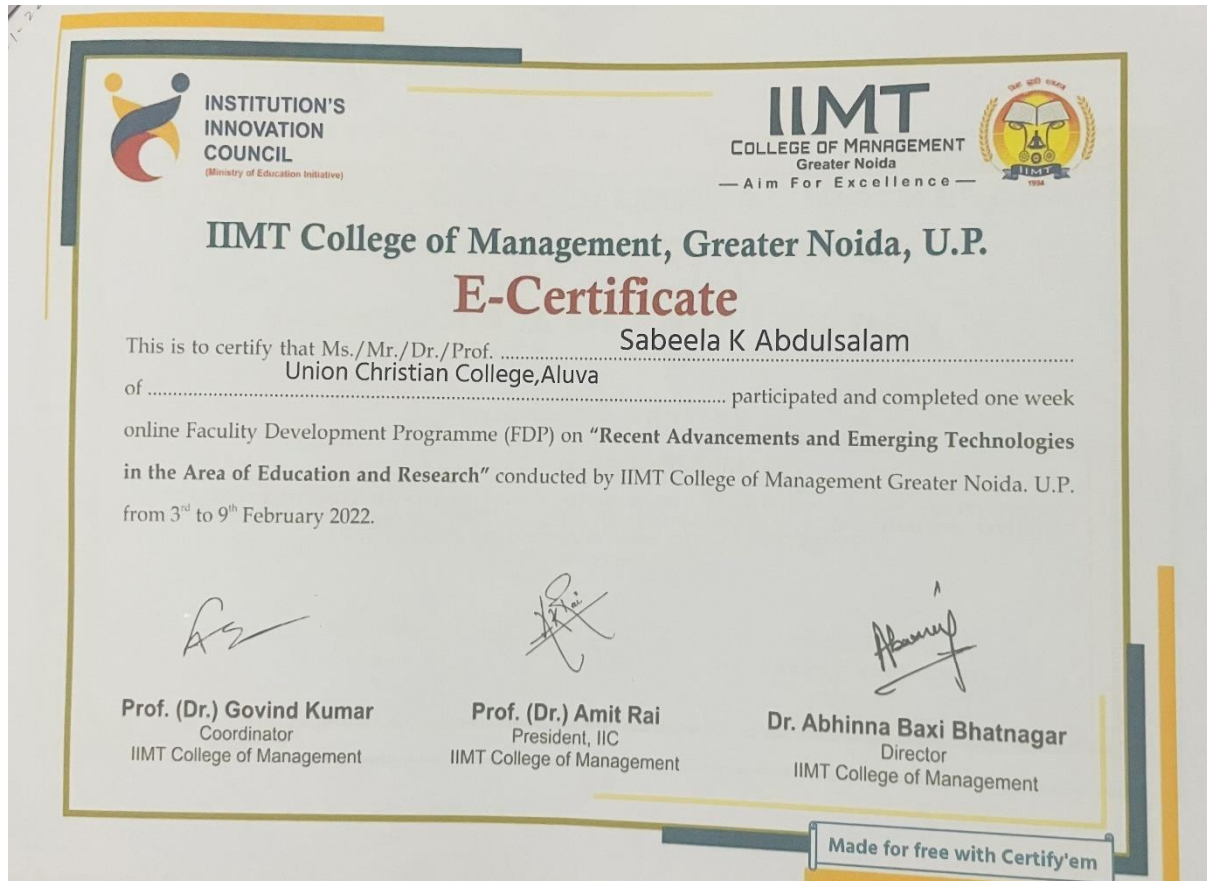 INSTITUTION'S
INNOVATION
COUNCIL
(Ministry of Education Initiative)
IIMT
COLLEGE OF MANAGEMENT
Greater Noida
— Aim For Excellence —
IIMT
1994
IIMT College of Management, Greater Noida, U.P.
E-Certificate
This is to certify that Ms./Mr./Dr./Prof. Sabeela K Abdulsalam
Union Christian College,Aluva
of participated and completed one week
online Faculity Development Programme (FDP) on “Recent Advancements and Emerging Technologies
in the Area of Education and Research” conducted by IIMT College of Management Greater Noida. U.P.
from 3rd to 9th February 2022.
Prof. (Dr.) Govind Kumar
Coordinator
IIMT College of Management
Prof. (Dr.) Amit Rai
President, IIC
IIMT College of Management
Dr. Abhinna Baxi Bhatnagar
Director
IIMT College of Management
Made for free with Certify'em